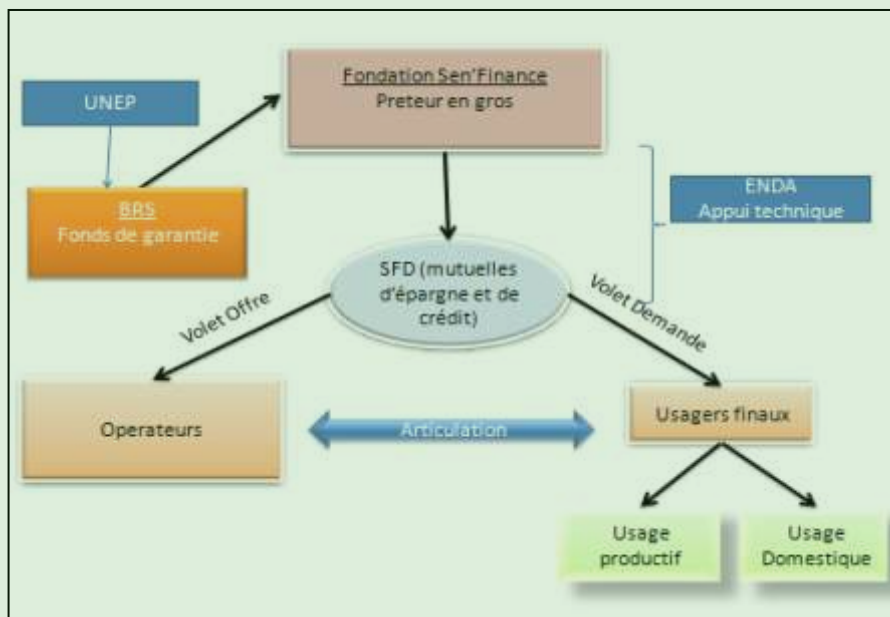 Fondation Sen'Finance
Preteur en gros
UNEP
BRS
Fonds de garantie
ENDA
Appui technique
SFD (mutuelles
d'épargne et de
crédit)
Volet Offre
Volet Demande
Operateurs
Articulation
Usagers finaux
Usage
productif
Usage
Domestique